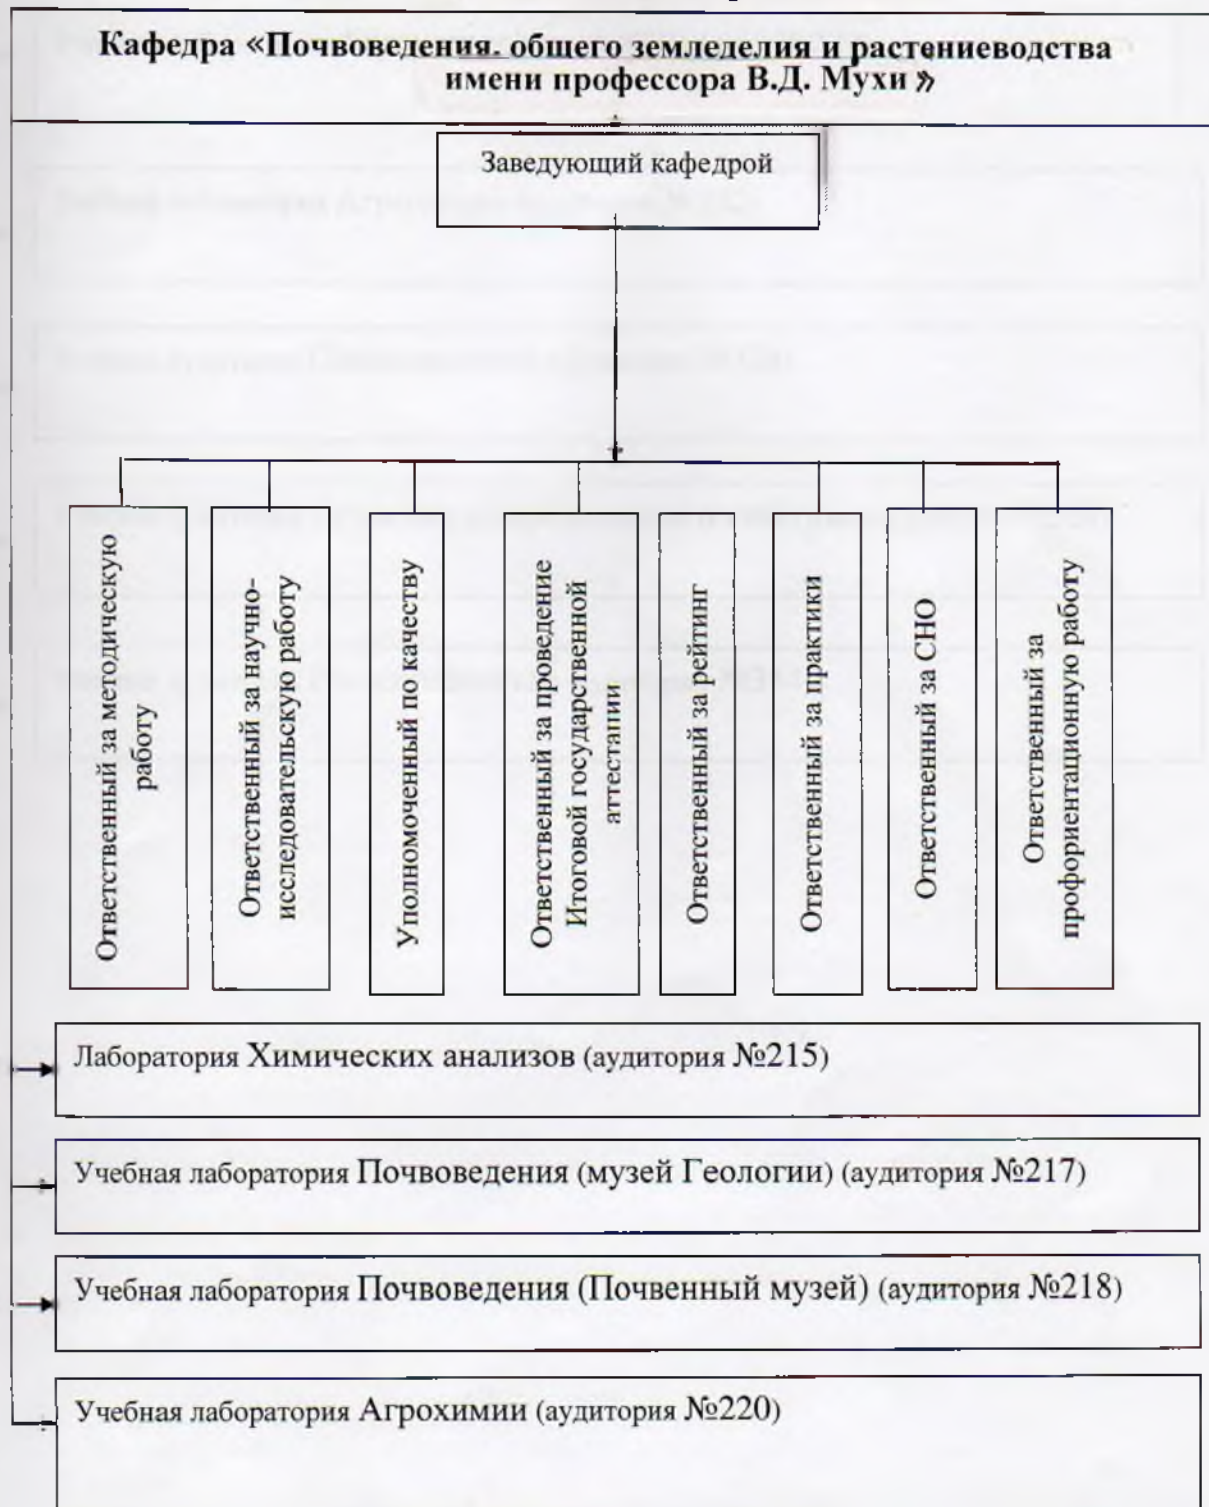 Кафедра «Почвоведения. обшего земледелия и растениеводства
имени профессора В.Д. Мухи»
Заведующий кафедрой
Ответственный за методическую
работу
Ответственный за научно-
исследовательскую работу
Уполномоченный по качеству
Ответственный за проведение
Итоговой государственной
аттестации
Ответственный за рейтинг
Ответственный за практики
Ответственный за СНО
Ответственный за
профориентационную работу
Лаборатория Химических анализов (аудитория №215)
Учебная лаборатория Почвоведения (музей Геологии) (аудитория №217)
Учебная лаборатория Почвоведения (Почвенный музей) (аудитория №218)
Учебная лаборатория Агрохимии (аудитория №220)